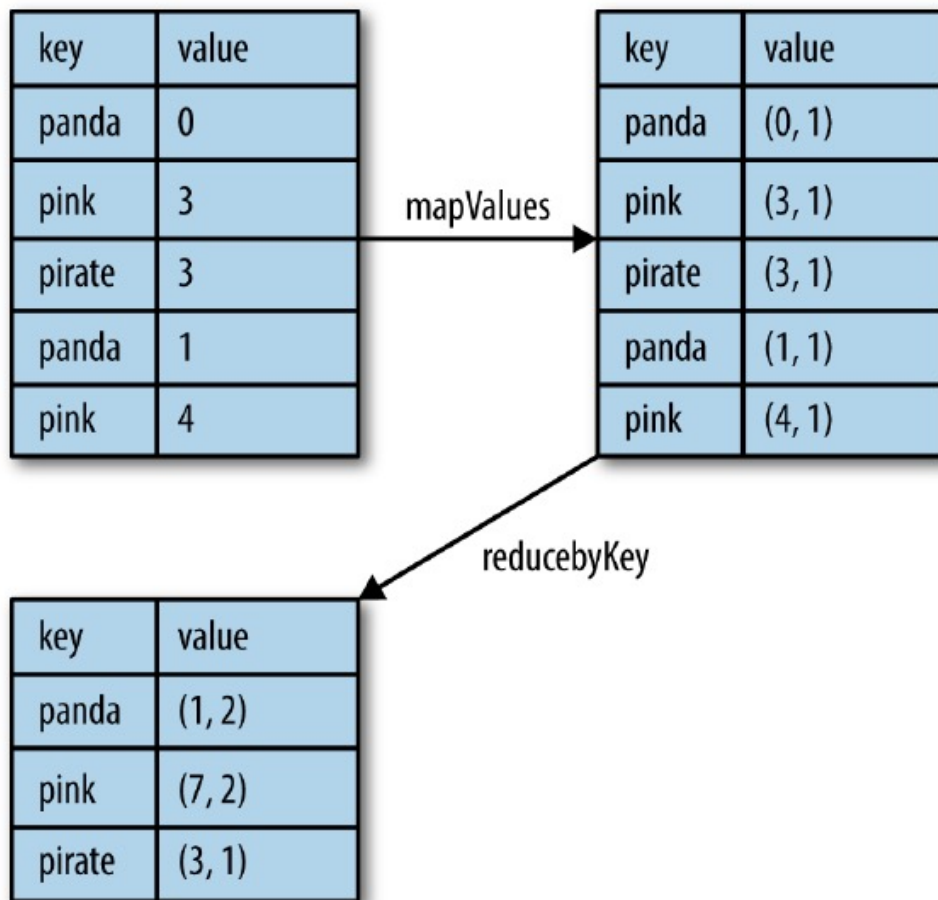 key value
panda 0
pink 3
pirate 3
panda 1
pink 4
mapValues
key value
panda (0, 1)
pink (3, 1)
pirate (3, 1)
panda (1, 1)
pink (4, 1)
reducebyKey
key value
panda (1, 2)
pink (7, 2)
pirate (3, 1)